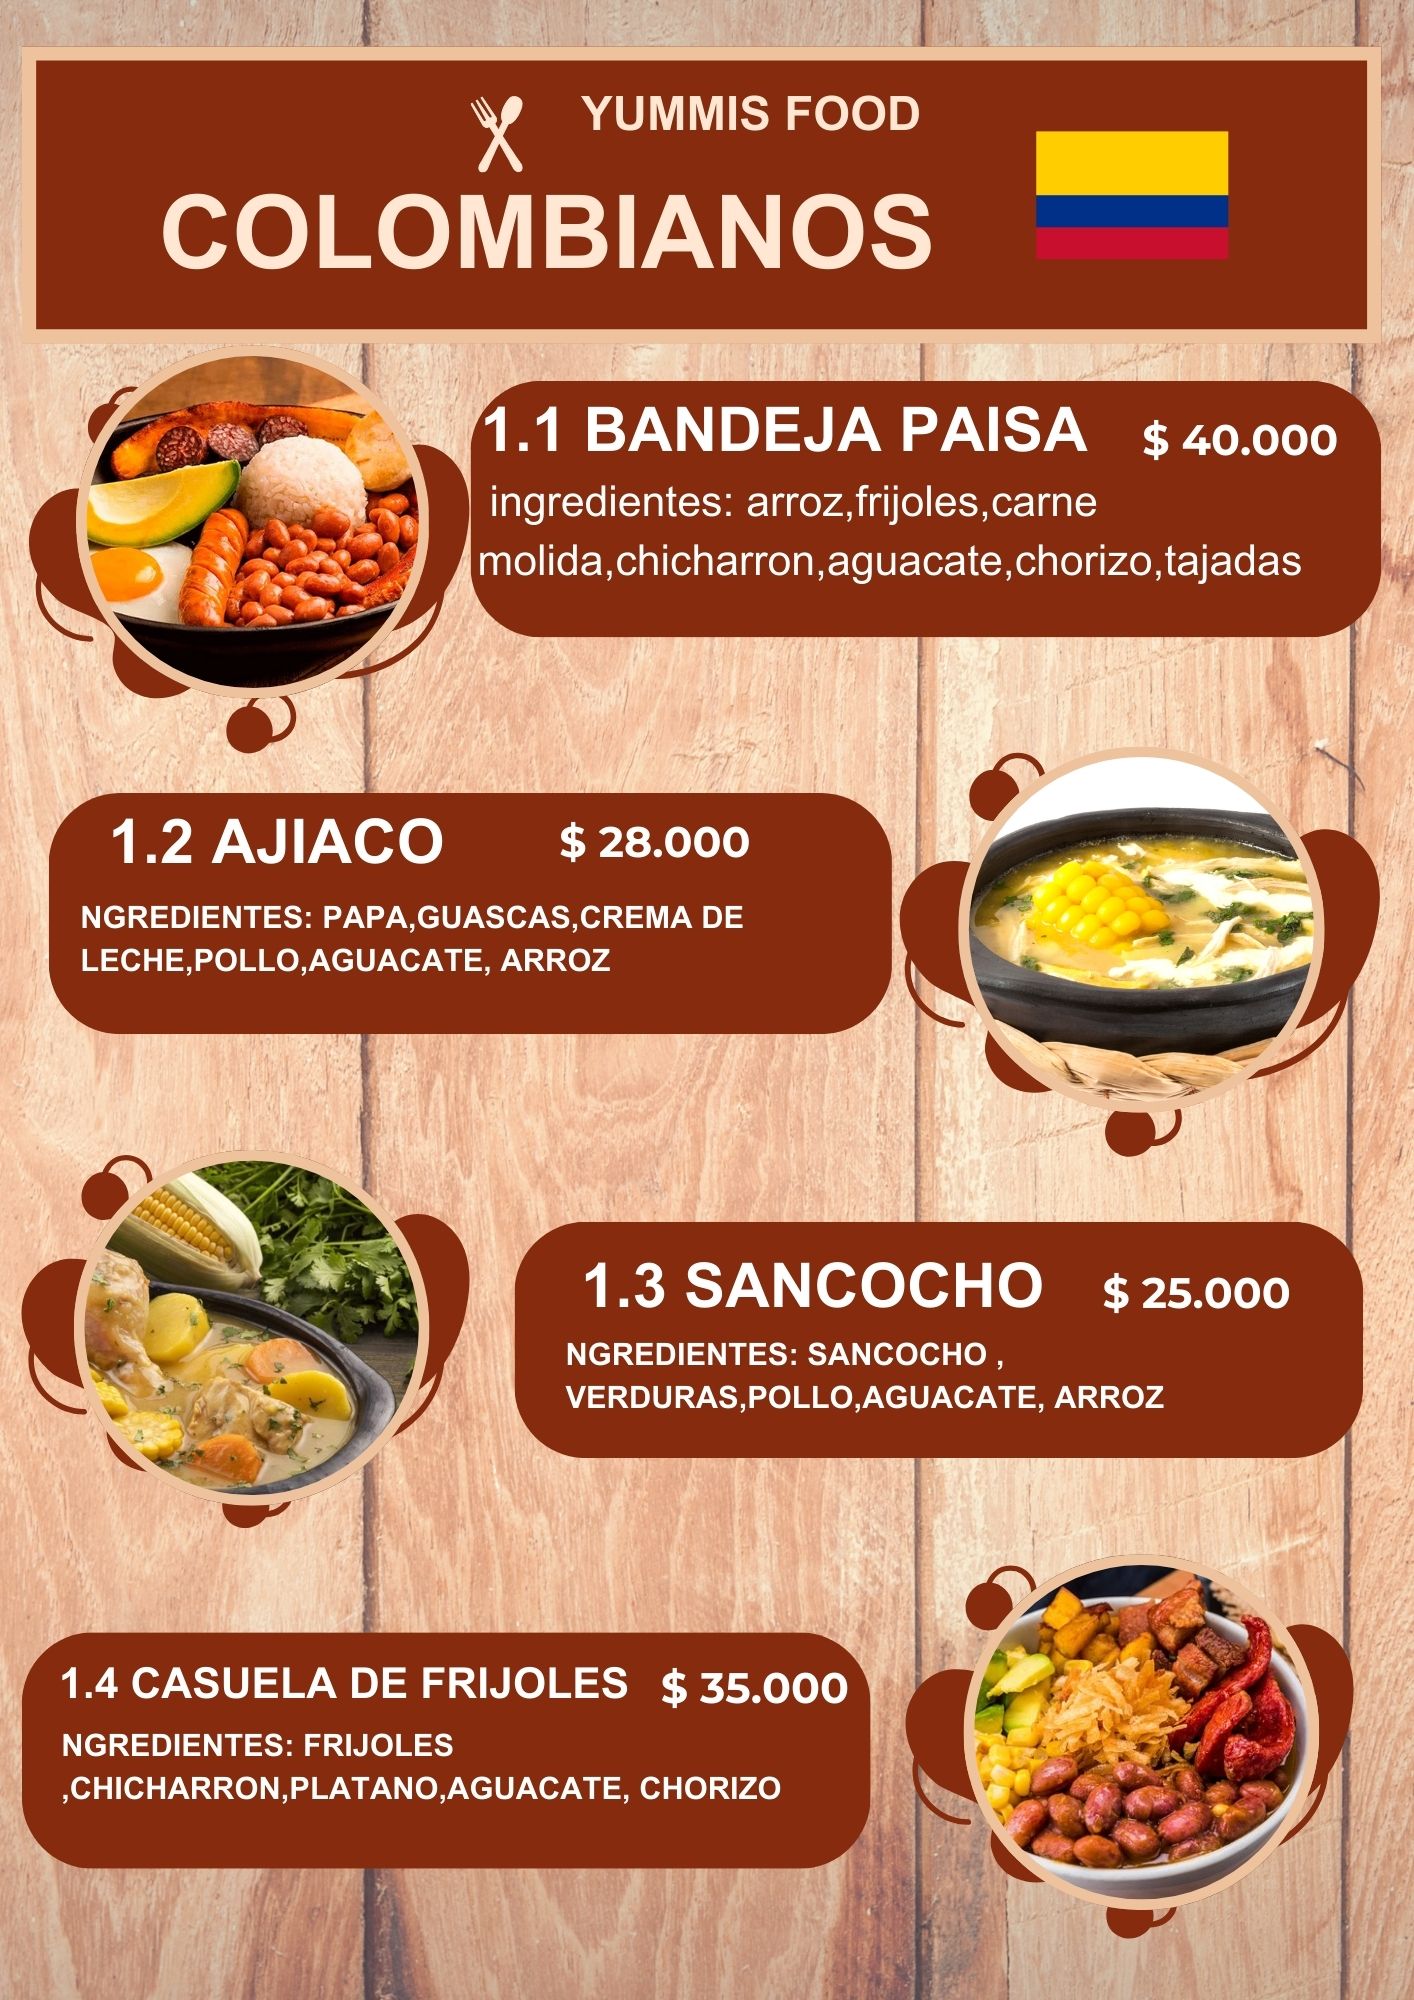 YUMMIS FOOD
COLOMBIANOS
1.1 BANDEJA PAISA $ 40.000
ingredientes: arroz,frijoles,carne
molida,chicharron,aguacate,chorizo,tajadas
1.2 AJIACO $ 28.000
NGREDIENTES: PAPA,GUASCAS,CREMA DE
LECHE,POLLO,AGUACATE, ARROZ
1.3 SANCOCHO $ 25.000
NGREDIENTES: SANCOCHO ,
VERDURAS,POLLO,AGUACATE, ARROZ
1.4 CASUELA DE FRIJOLES $ 35.000
NGREDIENTES: FRIJOLES
,CHICHARRON,PLATANO,AGUACATE, CHORIZO